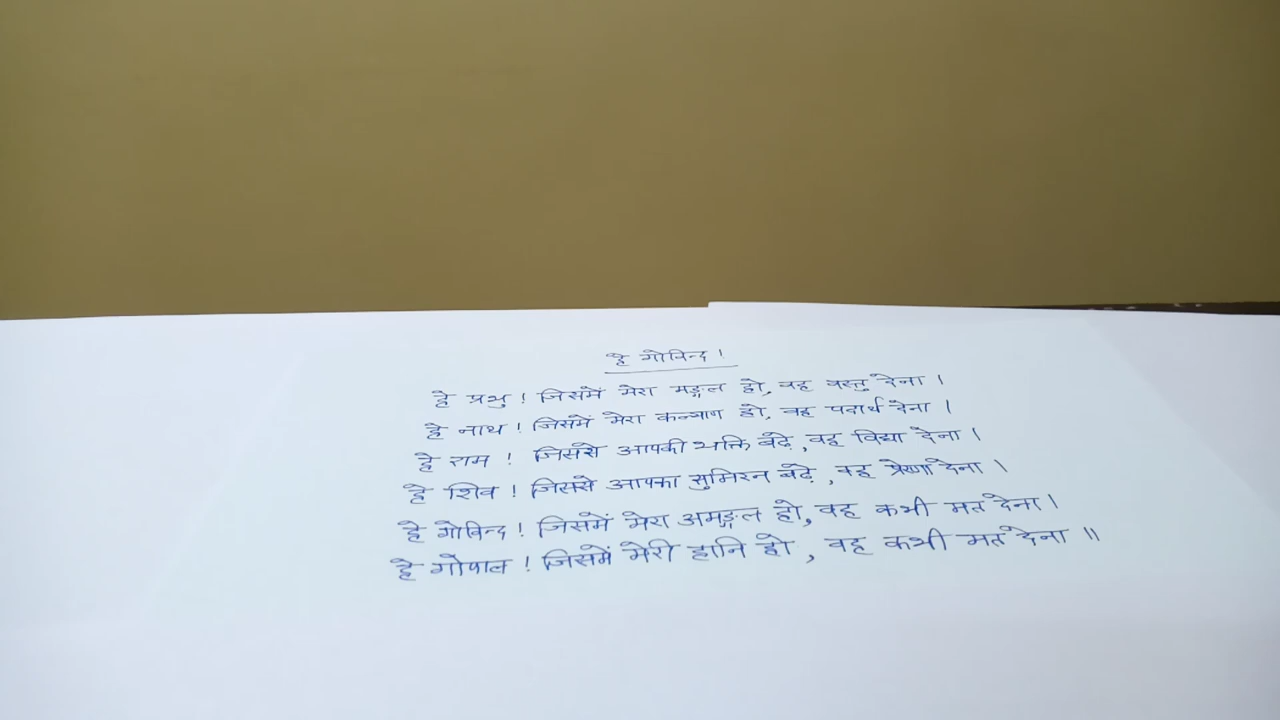 हे गोविन्द !
हे प्रभु ! जिसमें मेरा मङ्गल हो, वह वस्तु देना ।
हे नाथ ! जिसमें मेरा कल्याण हो, वह पदार्थ देना ।
हे राम ! जिससे आपकी भक्ति बढ़े, वह विद्या देना ।
हे शिव ! जिससे आपका सुमिरन बढ़े, वह प्रेरणा देना ।
हे गोविन्द ! जिसमें मेरा अमङ्गल हो, वह कभी मत देना ।
हे गोपाल ! जिसमें मेरी हानि हो , वह कभी मत देना ॥